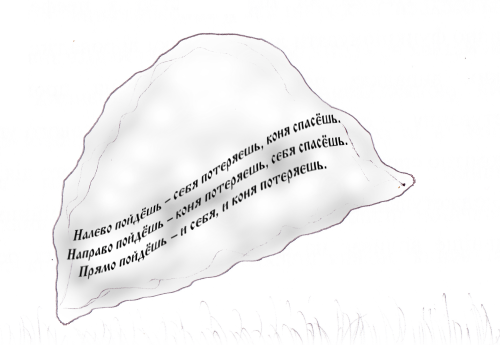 Налево пойдёшь – себя потеряешь, коня спасёшь.
Направо пойдёшь – коня потеряешь, себя спасёшь.
Прямо пойдёшь – и себя, и коня потеряешь.